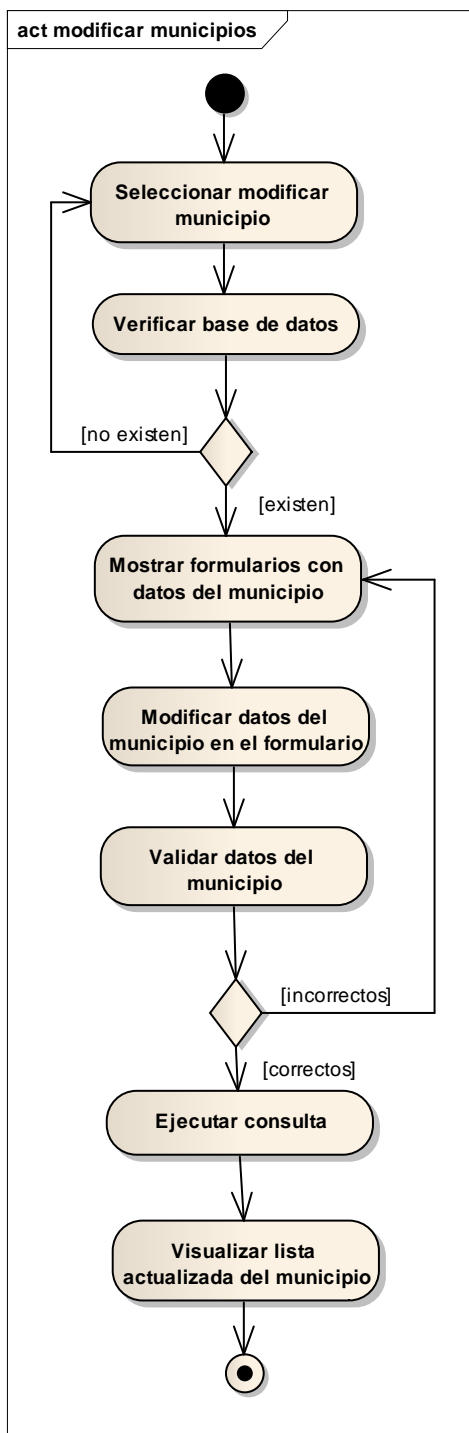 act modificar municipios
Seleccionar modificar
municipio
Verificar base de datos
[no existen]
[existen]
Mostrar formularios con
datos del municipio
Modificar datos del
municipio en el formulario
Validar datos del
municipio
[incorrectos]
[correctos]
Ejecutar consulta
Visualizar lista
actualizada del municipio